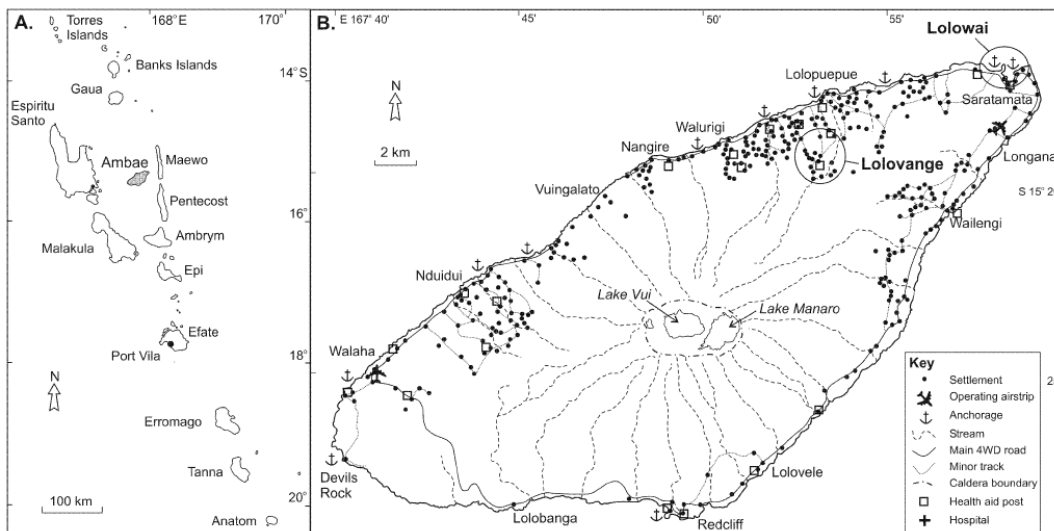 A.
168°E
170°
Torres
Islands
Banks Islands
Gaua
Espiritu
Santo
Ambae
Maewo
Pentecost
Malakula
Ambrym
Epi
Efate
Port Vila
N
Erromago
Tanna
100 km
Anatom
14°S
16°
18°
20°
B.
E 167° 40'
45'
50'
55'
N
2 km
Lolowai
Lolopuepue
Saratamata
Walurigi
Longana
Nangire
Lolovange
Vuingalato
Wailengi
Nduidui
Lake Vui
Lake Manaro
Walaha
Devils
Rock
Lolobanga
Lolovele
Redcliff
Key
Settlement
Operating airstrip
Anchorage
Stream
Main 4WD road
Minor track
Caldera boundary
Health aid post
Hospital